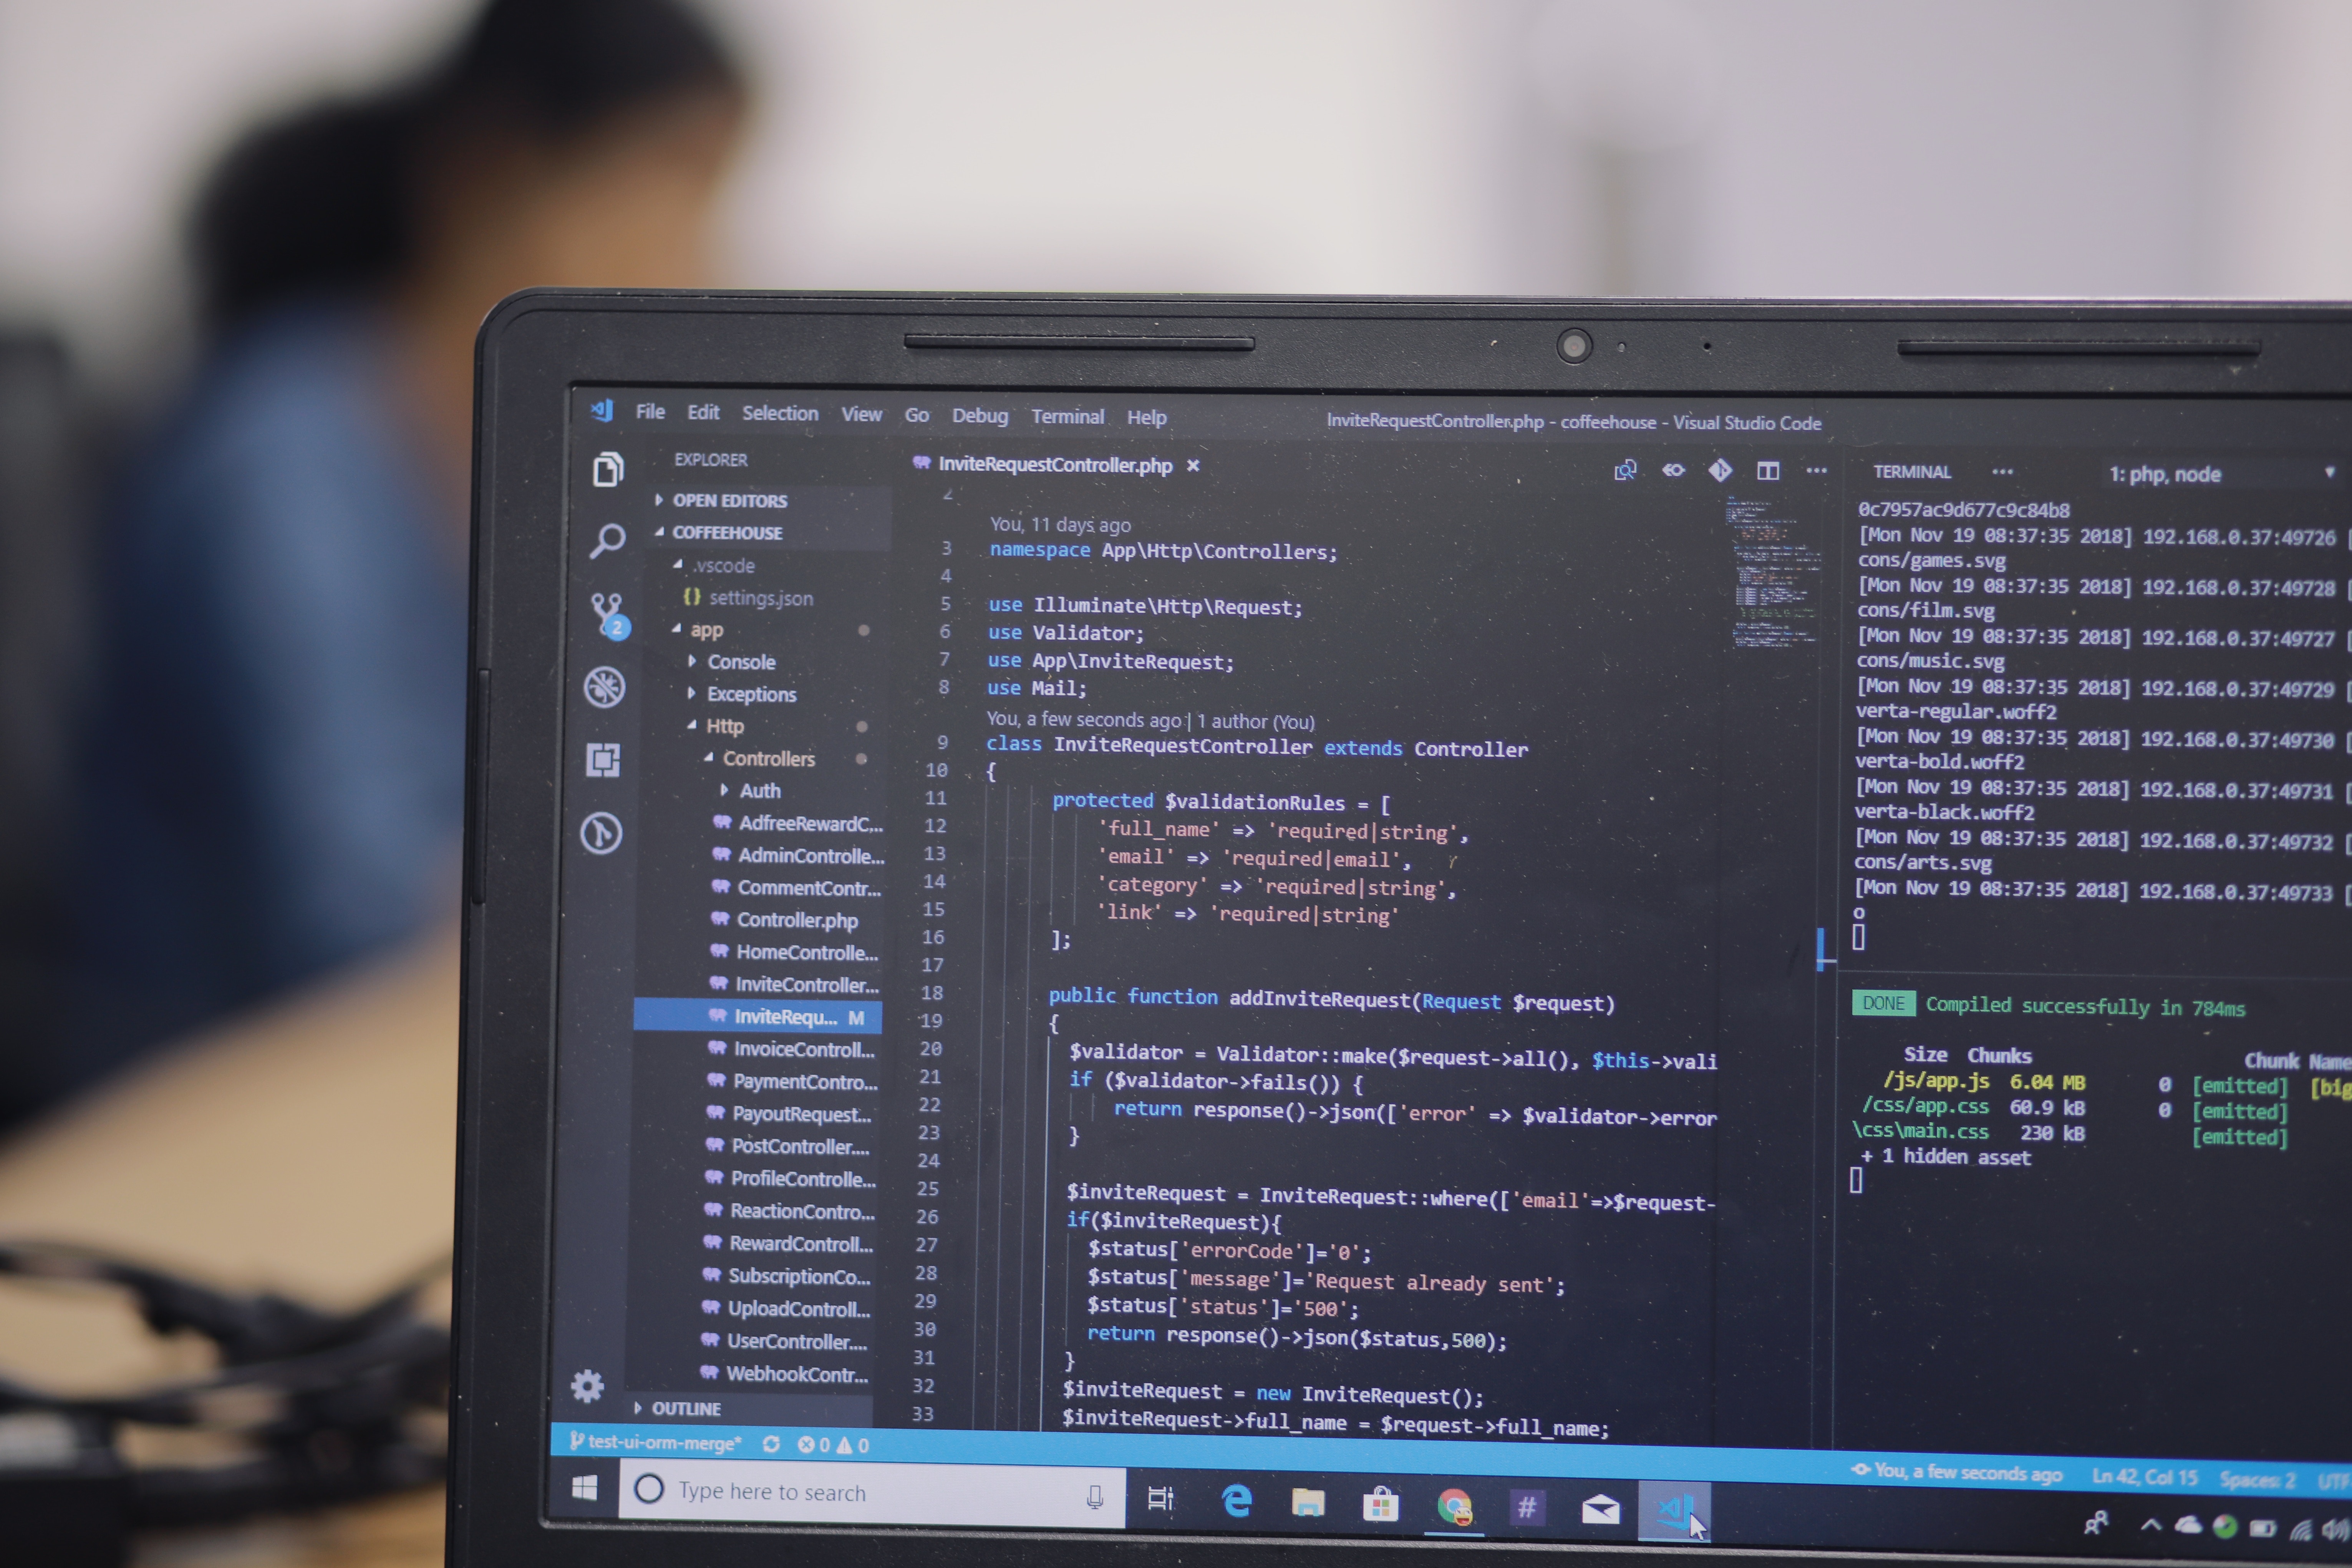 File Edit Selection View Go Debug Terminal Help
InviteRequestController.php - coffeehouse - Visual Studio Code
EXPLORER
OPEN EDITORS
COFFEEHOUSE
.vscode
{} settings.json
app
Console
Exceptions
Http
Controllers
Auth
AdfreeRewardC...
AdminControlle...
CommentContr...
Controller.php
HomeControlle...
InviteController...
InviteRequ... M
InvoiceControll...
PaymentContro...
PayoutRequest...
PostController....
ProfileControlle...
ReactionContro...
RewardControll...
SubscriptionCo...
UploadControll...
UserController....
WebhookContr...
OUTLINE
2
InviteRequestController.php ×
2
You, 11 days ago
3 namespace App\Http\Controllers;
4
5 use Illuminate\Http\Request;
6 use Validator;
7 use App\InviteRequest;
8 use Mail;
You, a few seconds ago | 1 author (You)
9 class InviteRequestController extends Controller
10 {
11 protected $validationRules = [
12 'full_name' => 'required|string',
13 'email' => 'required|email',
14 'category' => 'required|string',
15 'link' => 'required|string'
16 ];
17
18 public function addInviteRequest(Request $request)
19 {
20 $validator = Validator::make($request->all(), $this->vali
21 if ($validator->fails()) {
22 return response()->json(['error' => $validator->error
23 }
24
25 $inviteRequest = InviteRequest::where(['email'=>$request-
26 if($inviteRequest){
27 $status['errorCode']='0';
28 $status['message']='Request already sent';
29 $status['status']='500';
30 return response()->json($status,500);
31 }
32 $inviteRequest = new InviteRequest();
33 $inviteRequest->full_name = $request->full_name;
TERMINAL ... 1: php, node
0c7957ac9d677c9c84b8
[Mon Nov 19 08:37:35 2018] 192.168.0.37:49726 [
cons/games.svg
[Mon Nov 19 08:37:35 2018] 192.168.0.37:49728 [
cons/film.svg
[Mon Nov 19 08:37:35 2018] 192.168.0.37:49727 [
cons/music.svg
[Mon Nov 19 08:37:35 2018] 192.168.0.37:49729 [
verta-regular.woff2
[Mon Nov 19 08:37:35 2018] 192.168.0.37:49730 [
verta-bold.woff2
[Mon Nov 19 08:37:35 2018] 192.168.0.37:49731 [
verta-black.woff2
[Mon Nov 19 08:37:35 2018] 192.168.0.37:49732 [
cons/arts.svg
[Mon Nov 19 08:37:35 2018] 192.168.0.37:49733 [
o
DONE Compiled successfully in 784ms
Size Chunks Chunk Name
/js/app.js 6.04 MB 0 [emitted] [big
/css/app.css 60.9 kB 0 [emitted]
\css\main.css 230 kB [emitted]
+ 1 hidden asset
test-ui-orm-merge* 0 0
You, a few seconds ago Ln 42, Col 15 Spaces: 2 UTF-
Type here to search